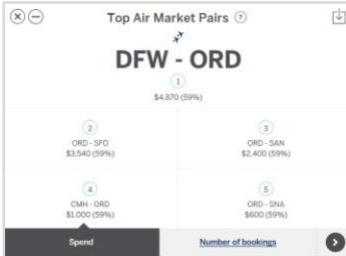 Top Air Market Pairs ?
DFW - ORD
1
$4,870 (59%)
2
ORD - SFO
$3,540 (59%)
3
ORD - SAN
$2,400 (59%)
4
CMH - ORD
$1,000 (59%)
5
ORD - SNA
$600 (59%)
Spend
Number of bookings